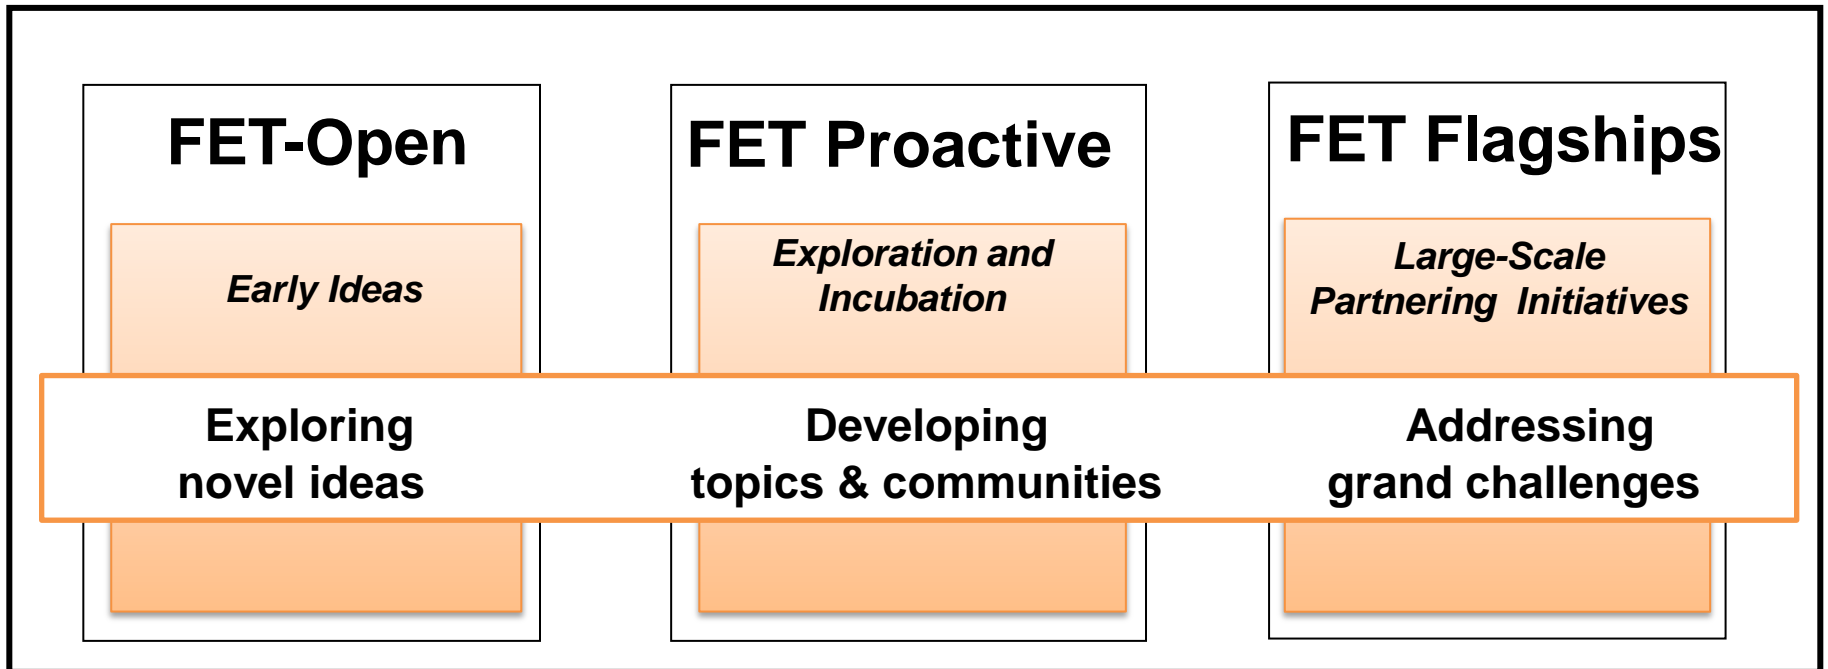 FET-Open
Early Ideas
Exploring
novel ideas
FET Proactive
Exploration and
Incubation
Developing
topics & communities
FET Flagships
Large-Scale
Partnering Initiatives
Addressing
grand challenges